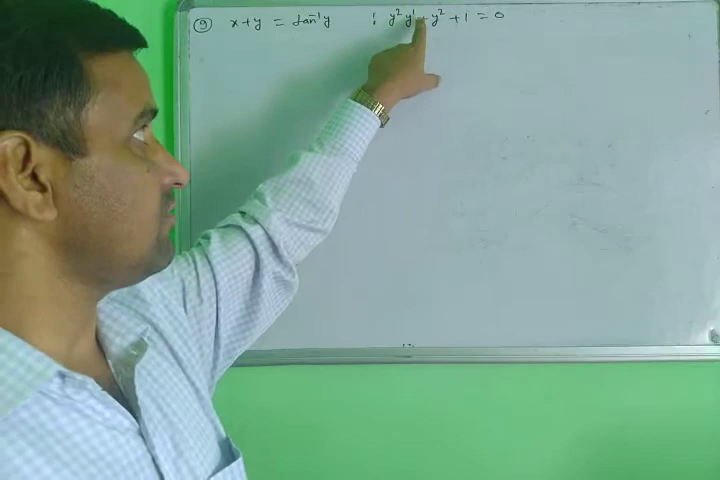 ⑨ x+y = tan⁻¹y : y²y' + y² + 1 = 0